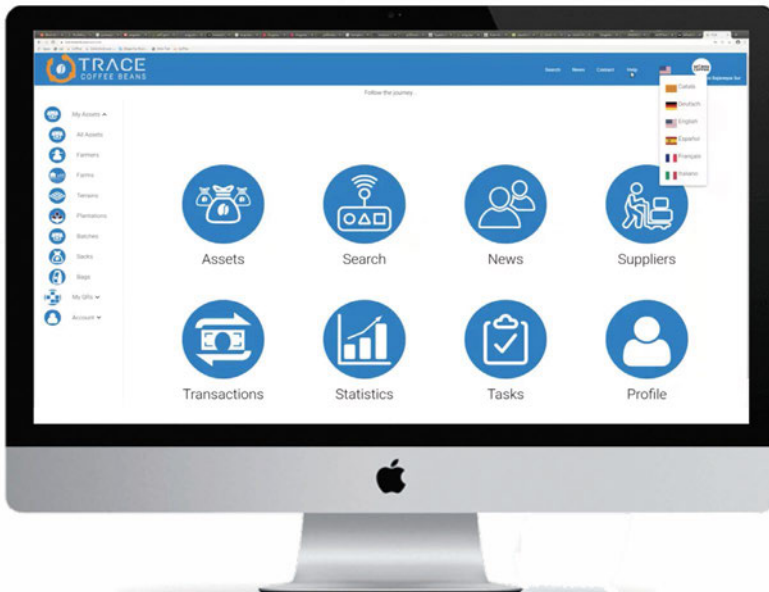 TRACE
COFFEE BEANS
Search News Contact Help
Follow the journey
Català
Deutsch
English
Español
Français
Italiano
My Assets
All Assets
Farmers
Farms
Terrains
Plantations
Batches
Sacks
Bags
My QRs
Account
Assets Search News Suppliers
Transactions Statistics Tasks Profile